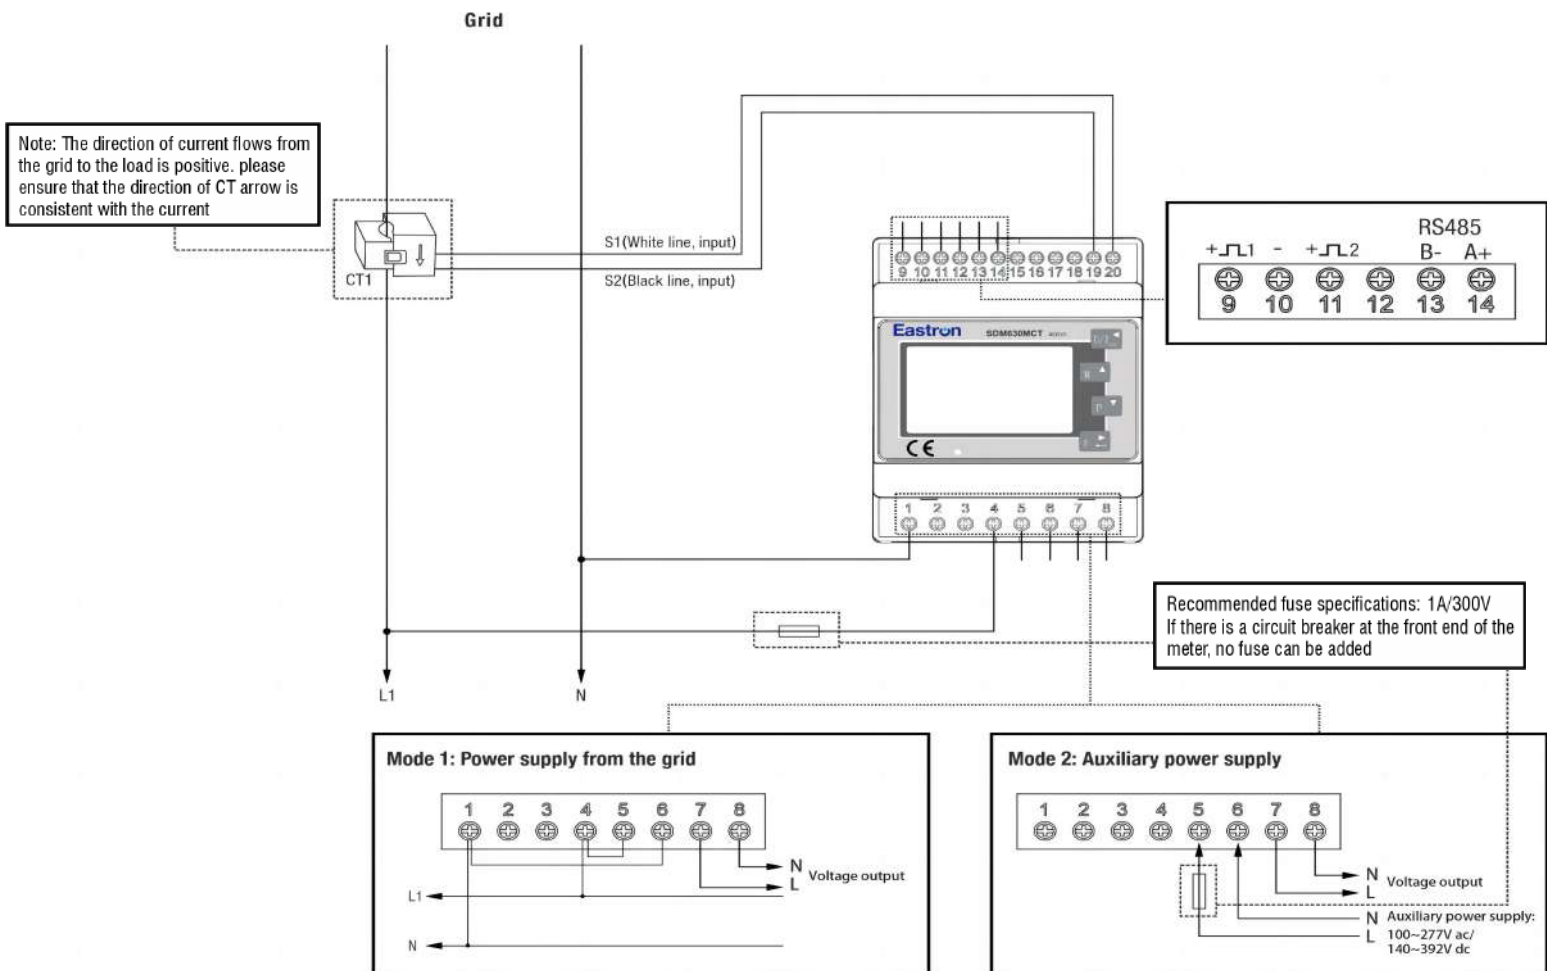 Grid
Note: The direction of current flows from
the grid to the load is positive. please
ensure that the direction of CT arrow is
consistent with the current
CT1
S1(White line, input)
S2(Black line, input)
9 10 11 12 13 14 15 16 17 18 19 20
Eastron SDM630MCT
CE
1 2 3 4 5 6 7 8
RS485
+ 1 - + 2 B- A+
9 10 11 12 13 14
Recommended fuse specifications: 1A/300V
If there is a circuit breaker at the front end of the
meter, no fuse can be added
L1 N
Mode 1: Power supply from the grid
1 2 3 4 5 6 7 8
N
L
Voltage output
L1
N
Mode 2: Auxiliary power supply
1 2 3 4 5 6 7 8
N
L
Voltage output
N Auxiliary power supply:
L 100~277V ac/
140~392V dc